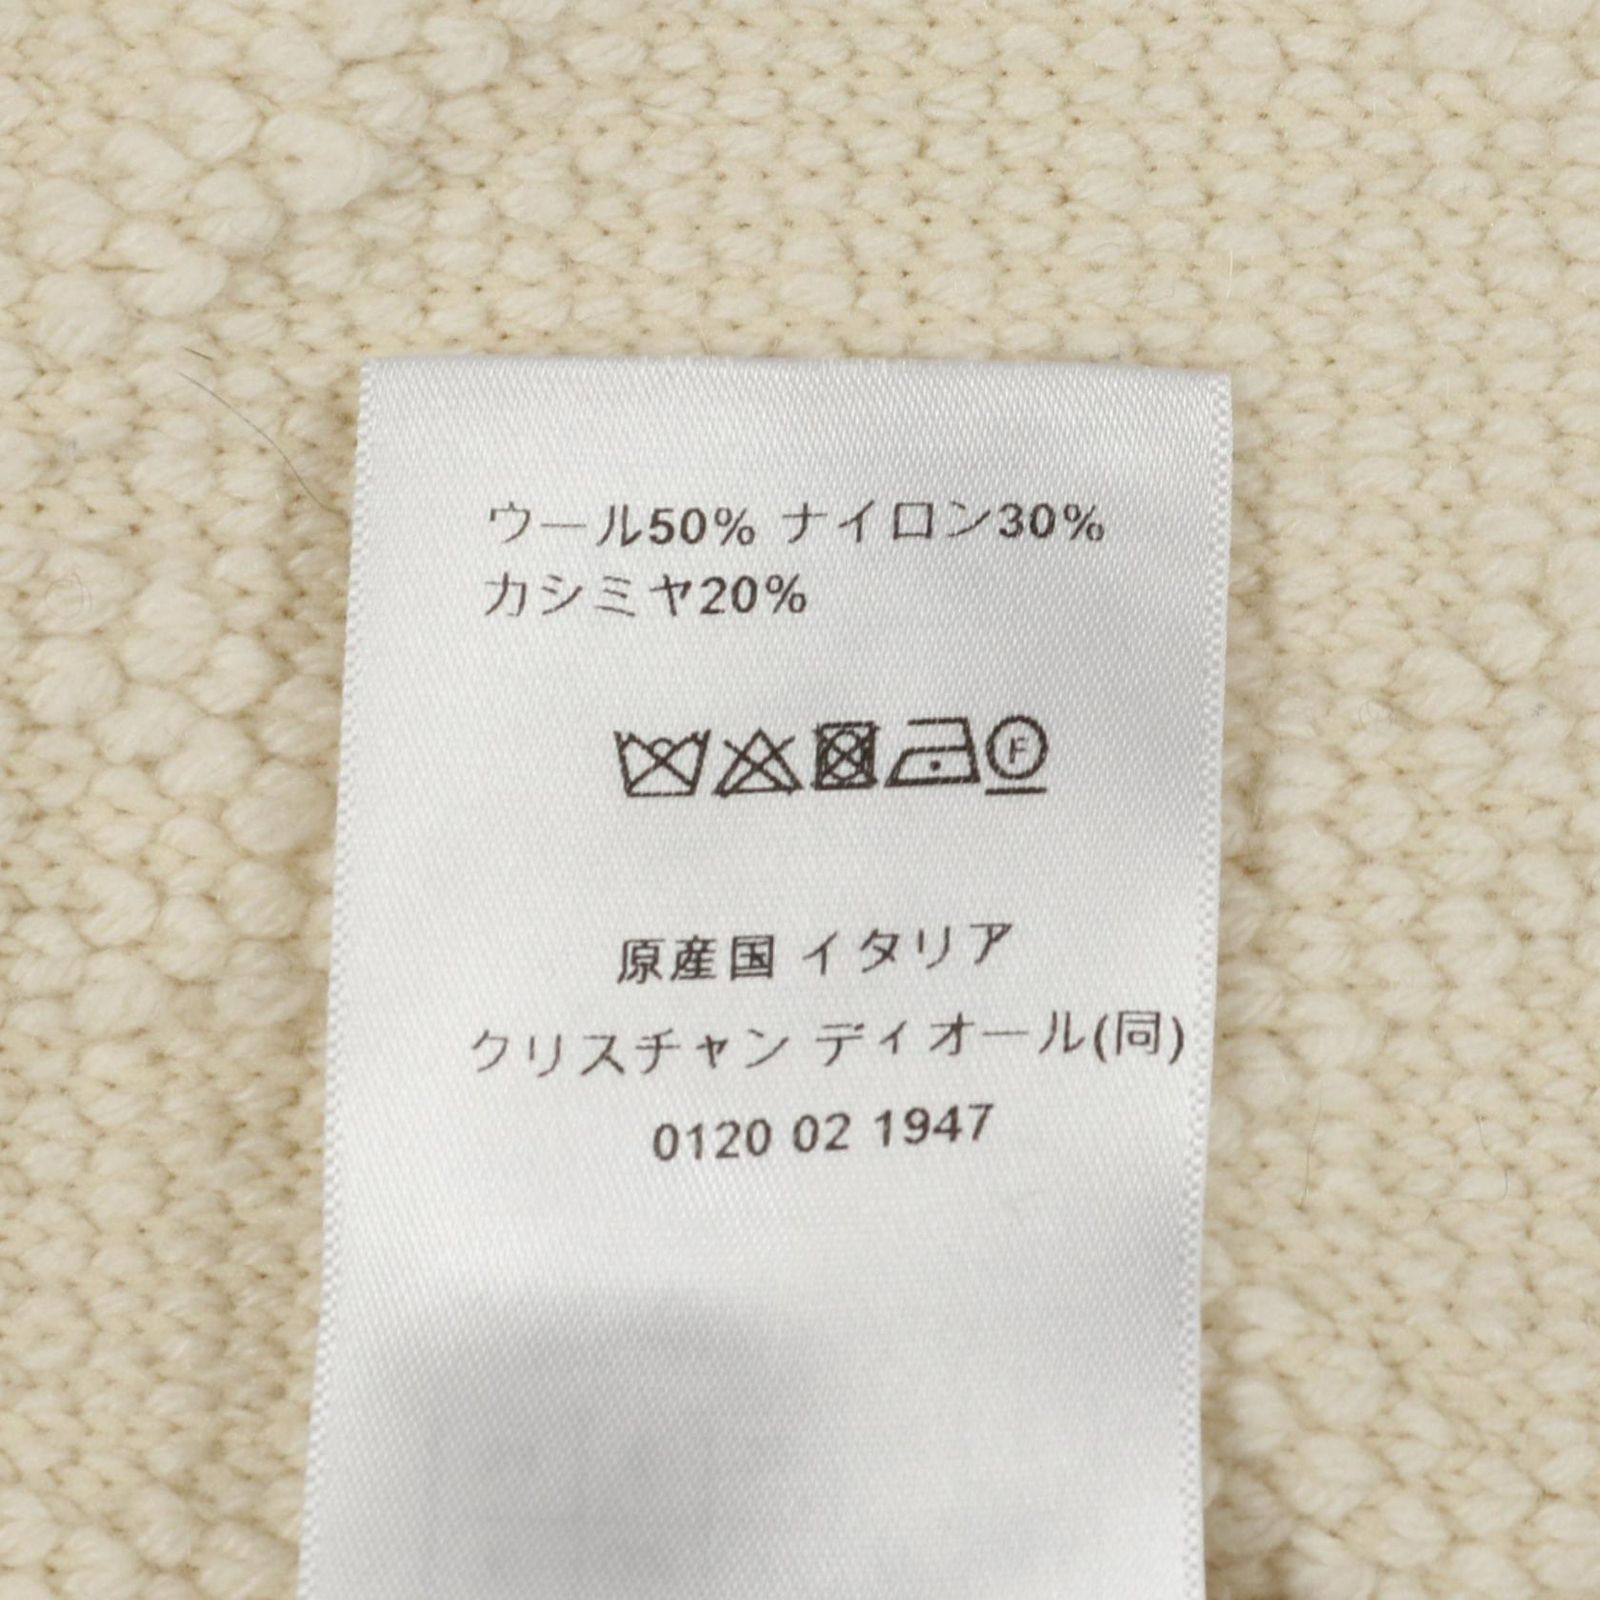 ウール50% ナイロン30%
カシミヤ20%
F
原産国 イタリア
クリスチャン ディオール(同)
0120 02 1947